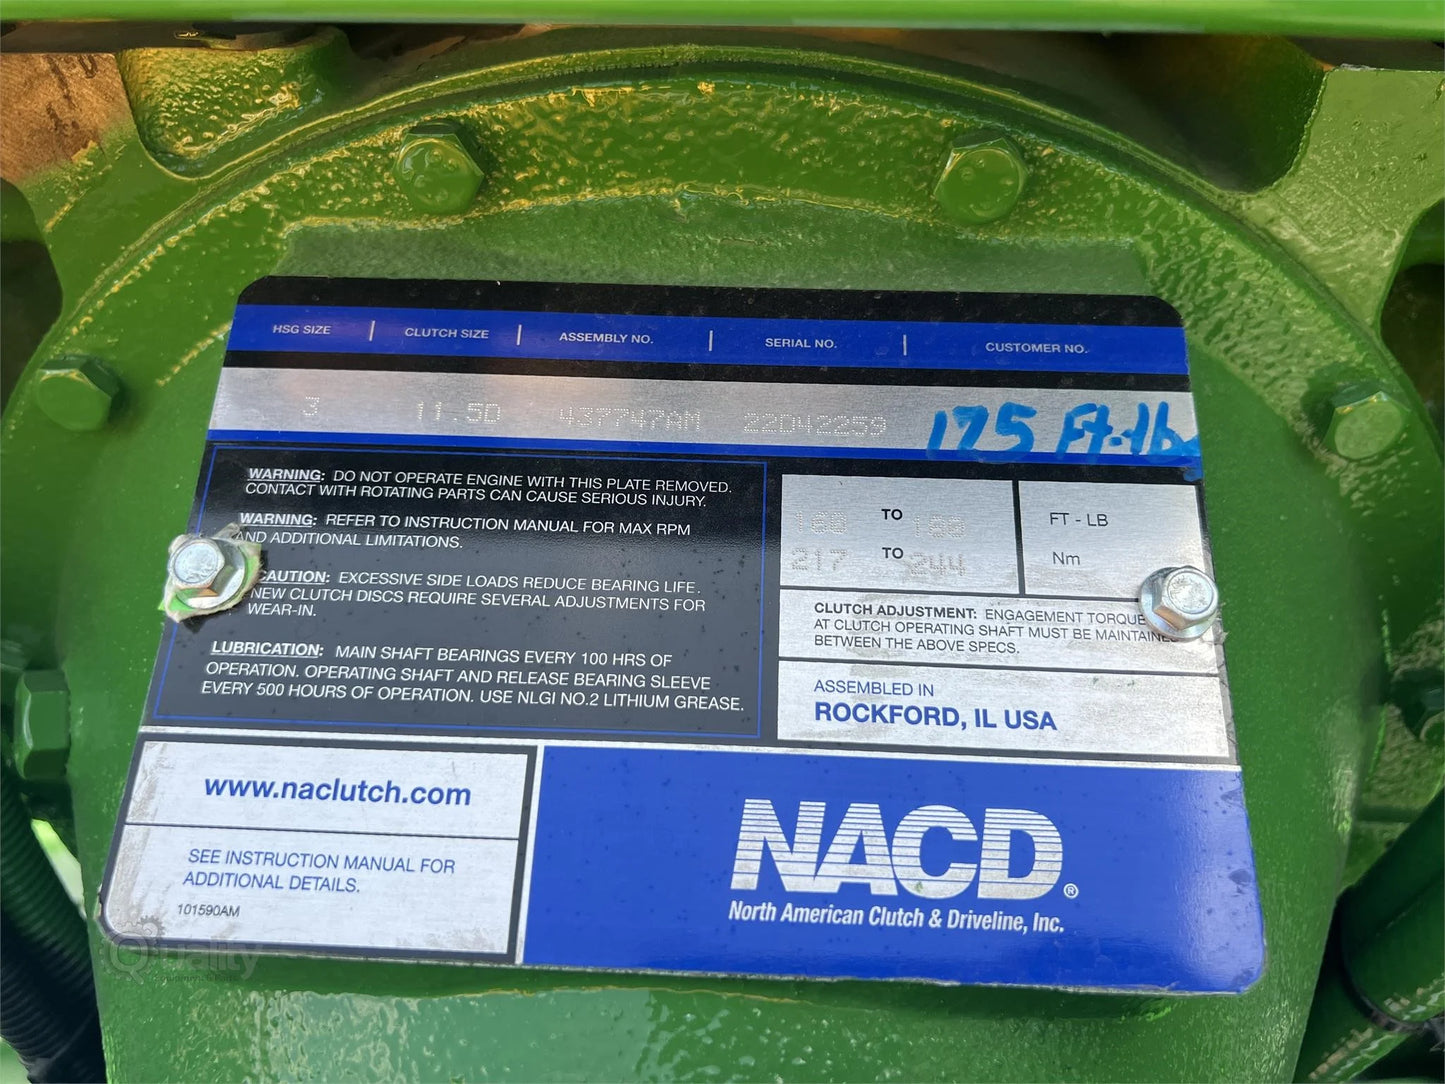 HSG SIZE | CLUTCH SIZE | ASSEMBLY NO. | SERIAL NO. | CUSTOMER NO.
3 11.50 437747AM 22D42259 175 Ft-lb
WARNING: DO NOT OPERATE ENGINE WITH THIS PLATE REMOVED.
CONTACT WITH ROTATING PARTS CAN CAUSE SERIOUS INJURY.
WARNING: REFER TO INSTRUCTION MANUAL FOR MAX RPM
AND ADDITIONAL LIMITATIONS.
CAUTION: EXCESSIVE SIDE LOADS REDUCE BEARING LIFE.
NEW CLUTCH DISCS REQUIRE SEVERAL ADJUSTMENTS FOR
WEAR-IN.
LUBRICATION: MAIN SHAFT BEARINGS EVERY 100 HRS OF
OPERATION. OPERATING SHAFT AND RELEASE BEARING SLEEVE
EVERY 500 HOURS OF OPERATION. USE NLGI NO.2 LITHIUM GREASE.
TO FT - LB
217 TO 244 Nm
CLUTCH ADJUSTMENT: ENGAGEMENT TORQUE
AT CLUTCH OPERATING SHAFT MUST BE MAINTAINE
BETWEEN THE ABOVE SPECS.
ASSEMBLED IN
ROCKFORD, IL USA
www.naclutch.com
SEE INSTRUCTION MANUAL FOR
ADDITIONAL DETAILS.
101590AM
NACD®
North American Clutch & Driveline, Inc.
Quality